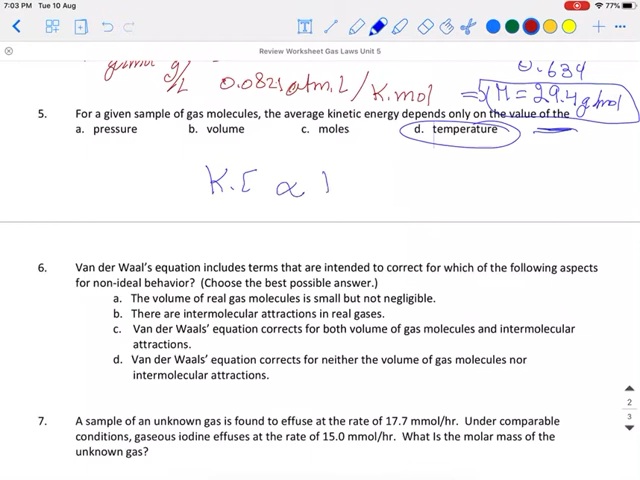 7:03 PM Tue 10 Aug
77%
Review Worksheet Gas Laws Unit 5
g/
L
0.0821 atm.L/K.mol
0.634
=> M = 29.4 g/mol
5. For a given sample of gas molecules, the average kinetic energy depends only on the value of the
a. pressure b. volume c. moles d. temperature
K.E α
6. Van der Waal's equation includes terms that are intended to correct for which of the following aspects
for non-ideal behavior? (Choose the best possible answer.)
a. The volume of real gas molecules is small but not negligible.
b. There are intermolecular attractions in real gases.
c. Van der Waals' equation corrects for both volume of gas molecules and intermolecular
attractions.
d. Van der Waals' equation corrects for neither the volume of gas molecules nor
intermolecular attractions.
2
3
7. A sample of an unknown gas is found to effuse at the rate of 17.7 mmol/hr. Under comparable
conditions, gaseous iodine effuses at the rate of 15.0 mmol/hr. What Is the molar mass of the
unknown gas?